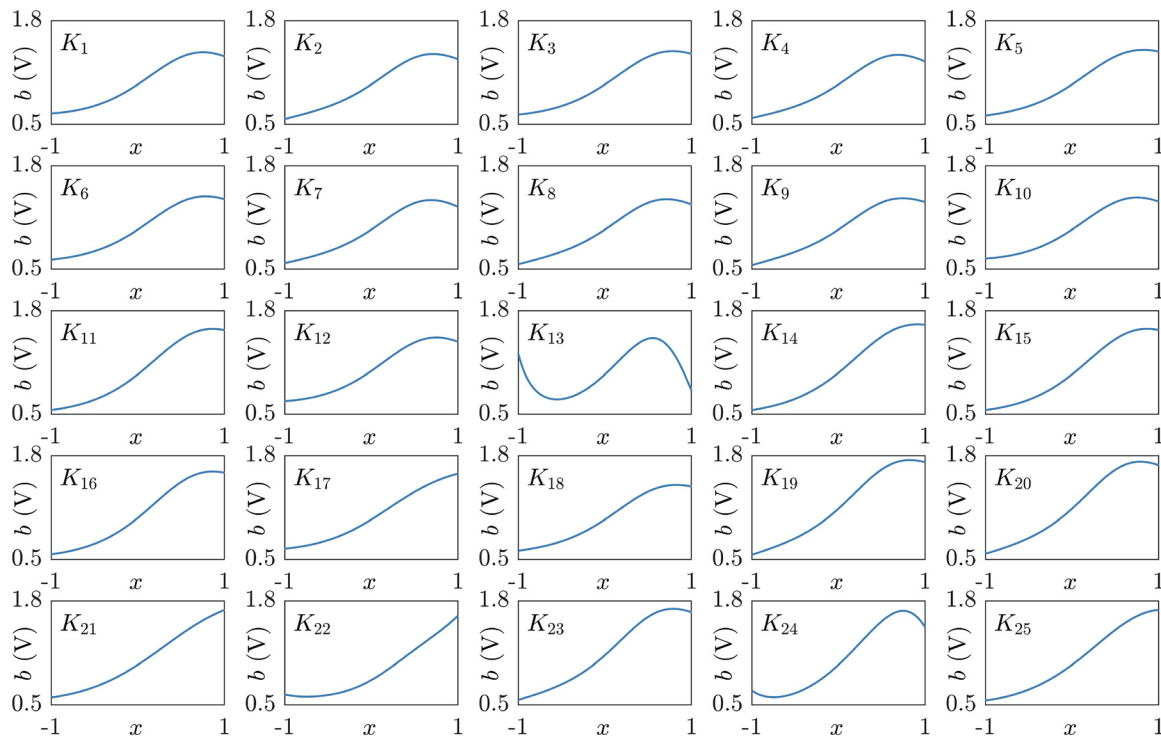 1.8 1.8 1.8 1.8 1.8
K1 K2 K3 K4 K5
b (V) b (V) b (V) b (V) b (V)
0.5 0.5 0.5 0.5 0.5
-1 x 1 -1 x 1 -1 x 1 -1 x 1 -1 x 1
1.8 1.8 1.8 1.8 1.8
K6 K7 K8 K9 K10
b (V) b (V) b (V) b (V) b (V)
0.5 0.5 0.5 0.5 0.5
-1 x 1 -1 x 1 -1 x 1 -1 x 1 -1 x 1
1.8 1.8 1.8 1.8 1.8
K11 K12 K13 K14 K15
b (V) b (V) b (V) b (V) b (V)
0.5 0.5 0.5 0.5 0.5
-1 x 1 -1 x 1 -1 x 1 -1 x 1 -1 x 1
1.8 1.8 1.8 1.8 1.8
K16 K17 K18 K19 K20
b (V) b (V) b (V) b (V) b (V)
0.5 0.5 0.5 0.5 0.5
-1 x 1 -1 x 1 -1 x 1 -1 x 1 -1 x 1
1.8 1.8 1.8 1.8 1.8
K21 K22 K23 K24 K25
b (V) b (V) b (V) b (V) b (V)
0.5 0.5 0.5 0.5 0.5
-1 x 1 -1 x 1 -1 x 1 -1 x 1 -1 x 1